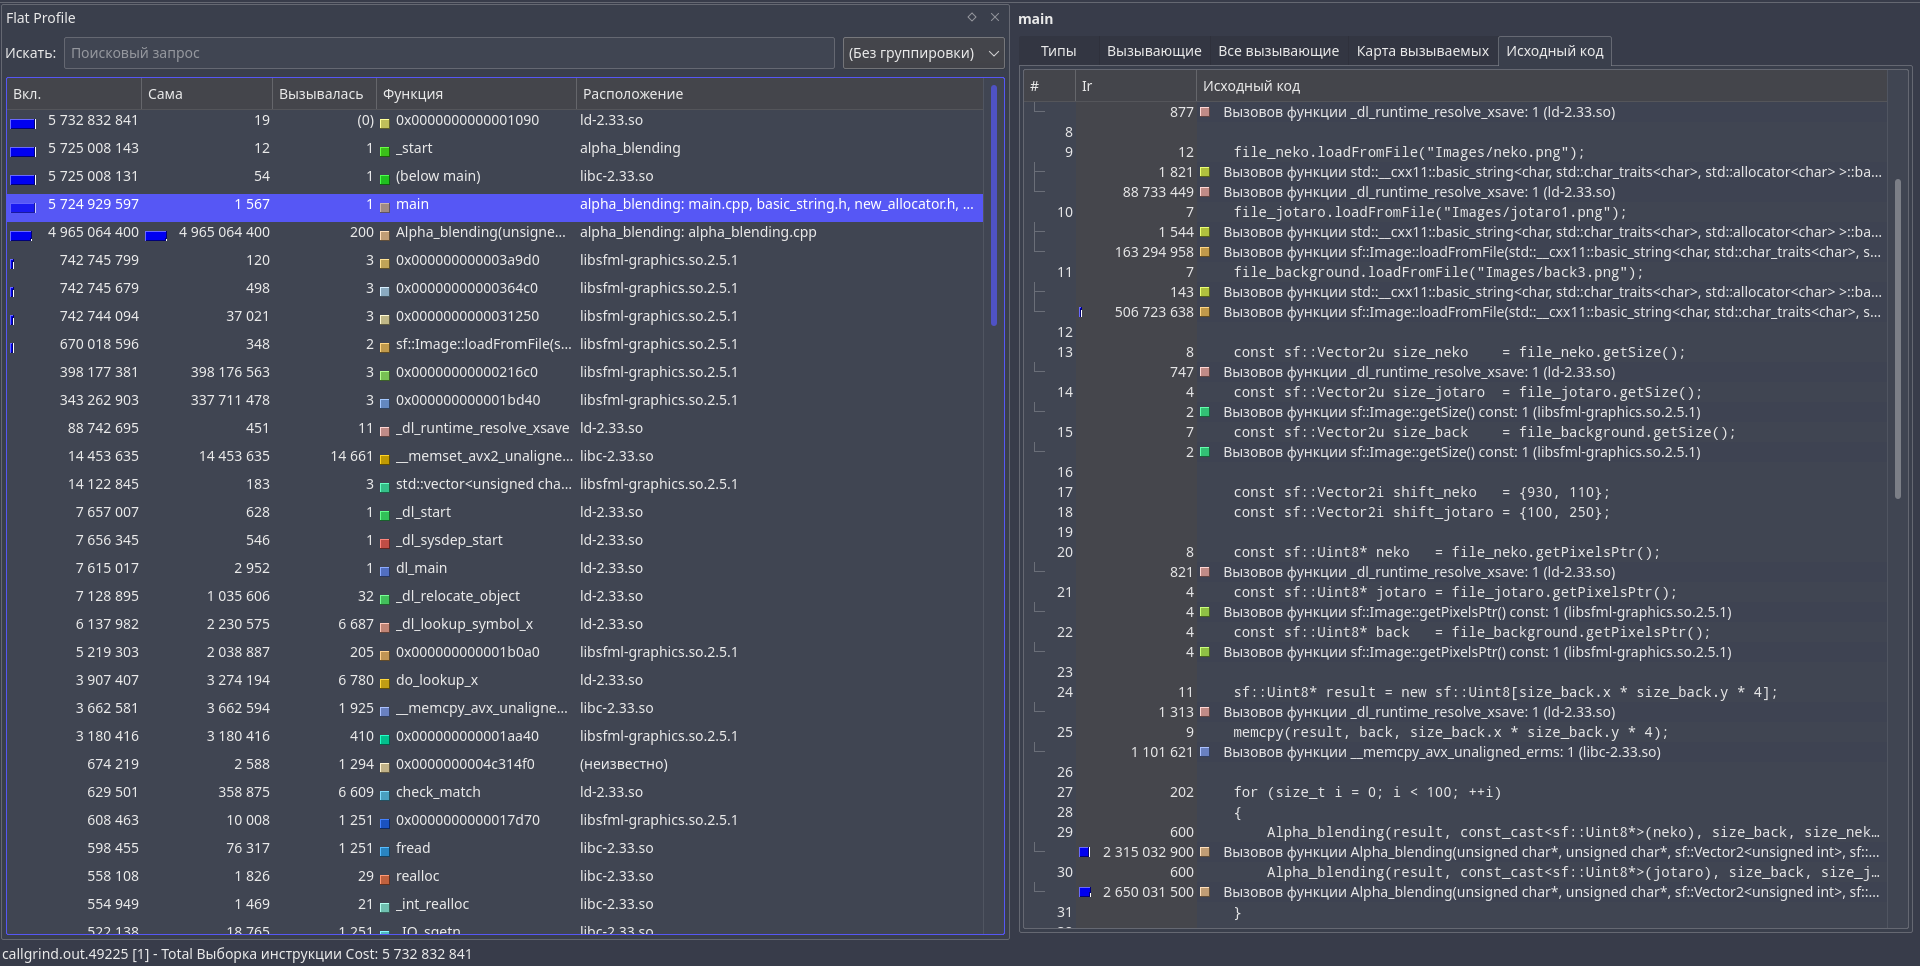 Flat Profile
Искать: Поисковый запрос (Без группировки)
Вкл. Сама Вызывалась Функция Расположение
5 732 832 841 19 (0) 0x0000000000001090 ld-2.33.so
5 725 008 143 12 1 _start alpha_blending
5 725 008 131 54 1 (below main) libc-2.33.so
5 724 929 597 1 567 1 main alpha_blending: main.cpp, basic_string.h, new_allocator.h, ...
4 965 064 400 4 965 064 400 200 Alpha_blending(unsigne... alpha_blending: alpha_blending.cpp
742 745 799 120 3 0x000000000003a9d0 libsfml-graphics.so.2.5.1
742 745 679 498 3 0x00000000000364c0 libsfml-graphics.so.2.5.1
742 744 094 37 021 3 0x0000000000031250 libsfml-graphics.so.2.5.1
670 018 596 348 2 sf::Image::loadFromFile(s... libsfml-graphics.so.2.5.1
398 177 381 398 176 563 3 0x00000000000216c0 libsfml-graphics.so.2.5.1
343 262 903 337 711 478 3 0x000000000001bd40 libsfml-graphics.so.2.5.1
88 742 695 451 11 _dl_runtime_resolve_xsave ld-2.33.so
14 453 635 14 453 635 14 661 __memset_avx2_unaligne... libc-2.33.so
14 122 845 183 3 std::vector<unsigned cha... libsfml-graphics.so.2.5.1
7 657 007 628 1 _dl_start ld-2.33.so
7 656 345 546 1 _dl_sysdep_start ld-2.33.so
7 615 017 2 952 1 dl_main ld-2.33.so
7 128 895 1 035 606 32 _dl_relocate_object ld-2.33.so
6 137 982 2 230 575 6 687 _dl_lookup_symbol_x ld-2.33.so
5 219 303 2 038 887 205 0x000000000001b0a0 libsfml-graphics.so.2.5.1
3 907 407 3 274 194 6 780 do_lookup_x ld-2.33.so
3 662 581 3 662 594 1 925 __memcpy_avx_unaligne... libc-2.33.so
3 180 416 3 180 416 410 0x000000000001aa40 libsfml-graphics.so.2.5.1
674 219 2 588 1 294 0x0000000004c314f0 (неизвестно)
629 501 358 875 6 609 check_match ld-2.33.so
608 463 10 008 1 251 0x0000000000017d70 libsfml-graphics.so.2.5.1
598 455 76 317 1 251 fread libc-2.33.so
558 108 1 826 29 realloc libc-2.33.so
554 949 1 469 21 _int_realloc libc-2.33.so
522 138 18 765 1 251 _IO_sgetn libc-2.33.so
main
Типы Вызывающие Все вызывающие Карта вызываемых Исходный код
# Ir Исходный код
877 Вызовов функции _dl_runtime_resolve_xsave: 1 (ld-2.33.so)
8
9 12 file_neko.loadFromFile("Images/neko.png");
1 821 Вызовов функции std::__cxx11::basic_string<char, std::char_traits<char>, std::allocator<char> >::ba...
88 733 449 Вызовов функции _dl_runtime_resolve_xsave: 1 (ld-2.33.so)
10 7 file_jotaro.loadFromFile("Images/jotaro1.png");
1 544 Вызовов функции std::__cxx11::basic_string<char, std::char_traits<char>, std::allocator<char> >::ba...
163 294 958 Вызовов функции sf::Image::loadFromFile(std::__cxx11::basic_string<char, std::char_traits<char>, s...
11 7 file_background.loadFromFile("Images/back3.png");
143 Вызовов функции std::__cxx11::basic_string<char, std::char_traits<char>, std::allocator<char> >::ba...
506 723 638 Вызовов функции sf::Image::loadFromFile(std::__cxx11::basic_string<char, std::char_traits<char>, s...
12
13 8 const sf::Vector2u size_neko = file_neko.getSize();
747 Вызовов функции _dl_runtime_resolve_xsave: 1 (ld-2.33.so)
14 4 const sf::Vector2u size_jotaro = file_jotaro.getSize();
2 Вызовов функции sf::Image::getSize() const: 1 (libsfml-graphics.so.2.5.1)
15 7 const sf::Vector2u size_back = file_background.getSize();
2 Вызовов функции sf::Image::getSize() const: 1 (libsfml-graphics.so.2.5.1)
16
17 const sf::Vector2i shift_neko = {930, 110};
18 const sf::Vector2i shift_jotaro = {100, 250};
19
20 8 const sf::Uint8* neko = file_neko.getPixelsPtr();
821 Вызовов функции _dl_runtime_resolve_xsave: 1 (ld-2.33.so)
21 4 const sf::Uint8* jotaro = file_jotaro.getPixelsPtr();
4 Вызовов функции sf::Image::getPixelsPtr() const: 1 (libsfml-graphics.so.2.5.1)
22 4 const sf::Uint8* back = file_background.getPixelsPtr();
4 Вызовов функции sf::Image::getPixelsPtr() const: 1 (libsfml-graphics.so.2.5.1)
23
24 11 sf::Uint8* result = new sf::Uint8[size_back.x * size_back.y * 4];
1 313 Вызовов функции _dl_runtime_resolve_xsave: 1 (ld-2.33.so)
25 9 memcpy(result, back, size_back.x * size_back.y * 4);
1 101 621 Вызовов функции __memcpy_avx_unaligned_erms: 1 (libc-2.33.so)
26
27 202 for (size_t i = 0; i < 100; ++i)
28 {
29 600 Alpha_blending(result, const_cast<sf::Uint8*>(neko), size_back, size_nek...
2 315 032 900 Вызовов функции Alpha_blending(unsigned char*, unsigned char*, sf::Vector2<unsigned int>, sf::...
30 600 Alpha_blending(result, const_cast<sf::Uint8*>(jotaro), size_back, size_j...
2 650 031 500 Вызовов функции Alpha_blending(unsigned char*, unsigned char*, sf::Vector2<unsigned int>, sf::...
31 }
callgrind.out.49225 [1] - Total Выборка инструкции Cost: 5 732 832 841